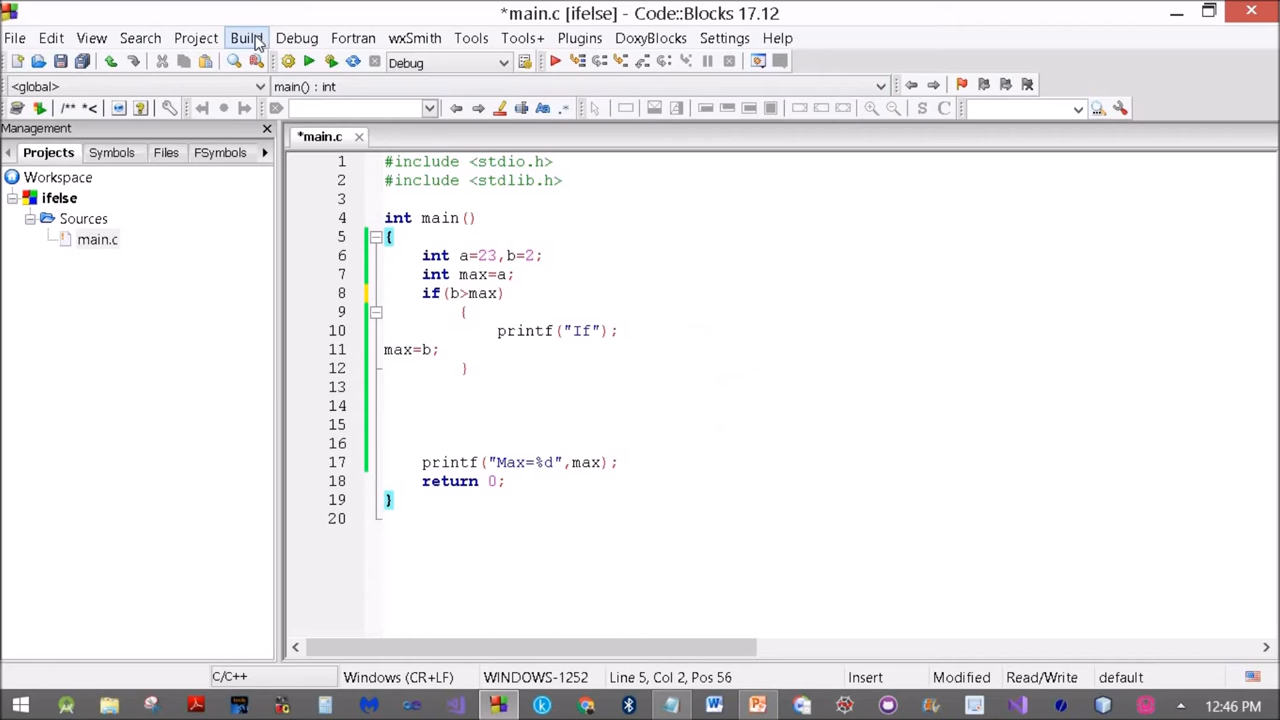 *main.c [ifelse] - Code::Blocks 17.12
File Edit View Search Project Build Debug Fortran wxSmith Tools Tools+ Plugins DoxyBlocks Settings Help
Debug
<global> main() : int
/** *< Aa .* S C
Management
Projects Symbols Files FSymbols
*main.c
Workspace
ifelse
Sources
main.c
1 #include <stdio.h>
2 #include <stdlib.h>
3
4 int main()
5 {
6 int a=23,b=2;
7 int max=a;
8 if(b>max)
9 {
10 printf("If");
11 max=b;
12 }
13
14
15
16
17 printf("Max=%d",max);
18 return 0;
19 }
20
C/C++ Windows (CR+LF) WINDOWS-1252 Line 5, Col 2, Pos 56 Insert Modified Read/Write default
12:46 PM